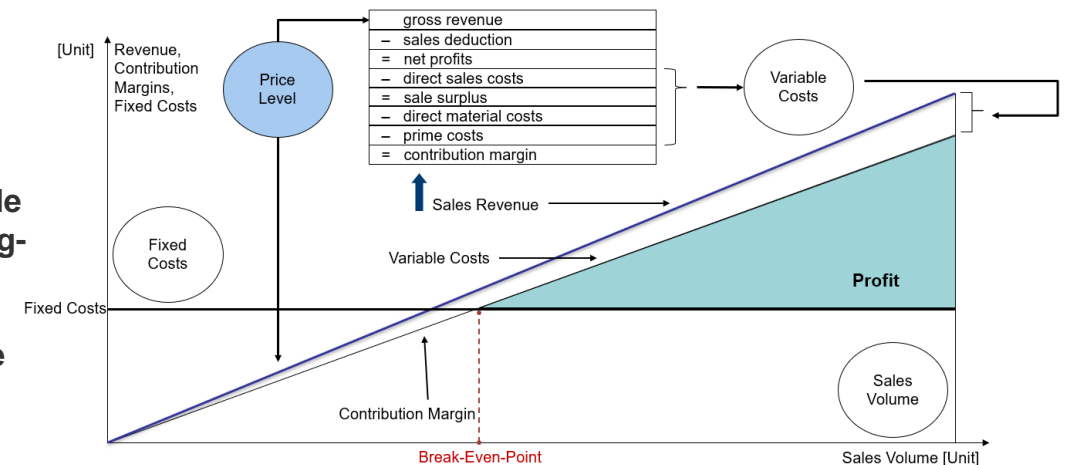 [Unit]
Revenue,
Contribution
Margins,
Fixed Costs
Price
Level
gross revenue
– sales deduction
= net profits
– direct sales costs
= sale surplus
– direct material costs
– prime costs
= contribution margin
Variable
Costs
Sales Revenue
Variable Costs
Fixed
Costs
Profit
Fixed Costs
Sales
Volume
Contribution Margin
Break-Even-Point
Sales Volume [Unit]